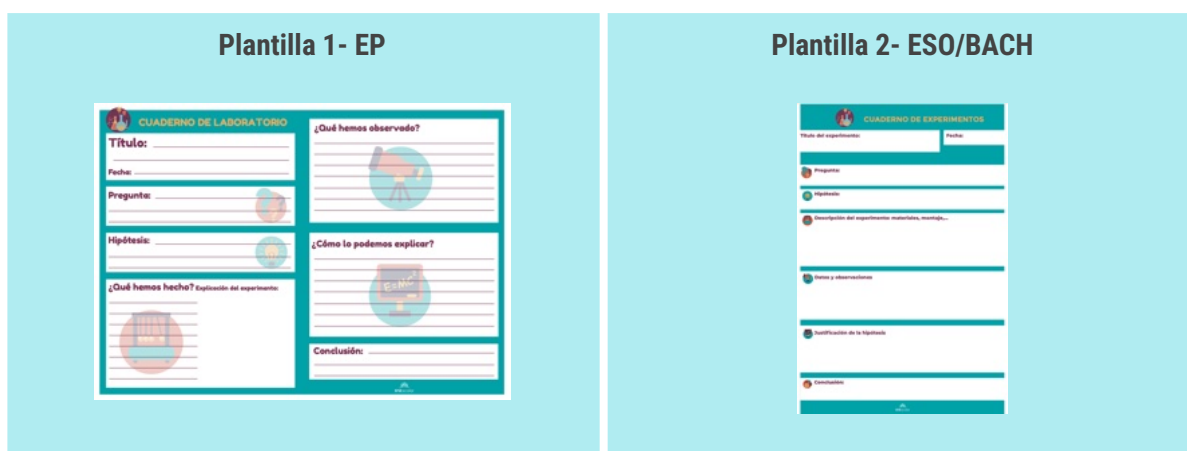 Plantilla 1- EP
CUADERNO DE LABORATORIO
Título:
Fecha:
Pregunta:
Hipótesis:
¿Qué hemos hecho? Explicación del experimento:
¿Qué hemos observado?
¿Cómo lo podemos explicar?
E=MC²
Conclusión:
Plantilla 2- ESO/BACH
CUADERNO DE EXPERIMENTOS
Título del experimento:
Fecha:
Pregunta:
Hipótesis:
Descripción del experimento: materiales, montaje,...
Datos y observaciones
Justificación de la hipótesis
Conclusión: